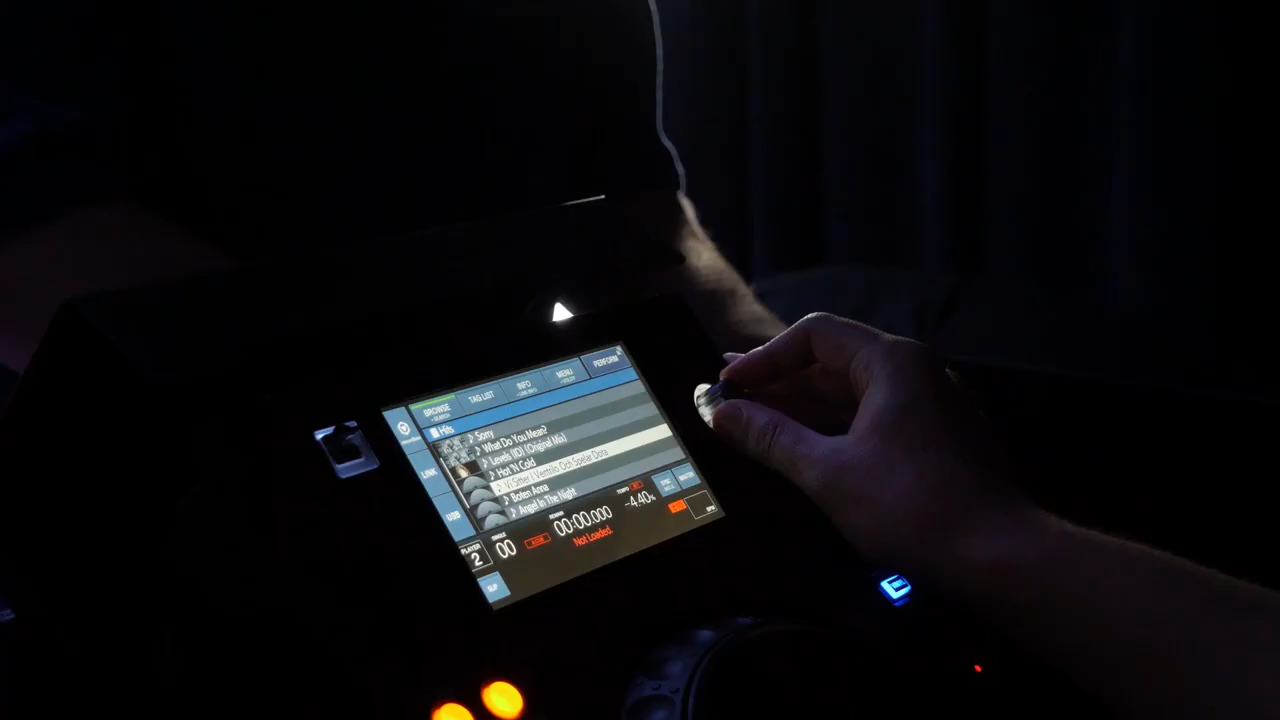 BROWSE
TAG LIST
INFO
MENU
PERFORM
Hits
Sorry
What Do You Mean?
Levels (ID) (Original Mix)
Hot 'N Cold
Vi Sitter I Ventrilo Och Spelar Dota
Boten Anna
Angel In The Night
LINK
USB
PLAYER
2
SINGLE
00
REMAIN
00:00.000
TEMPO
-4.40%
Not Loaded.
SLIP